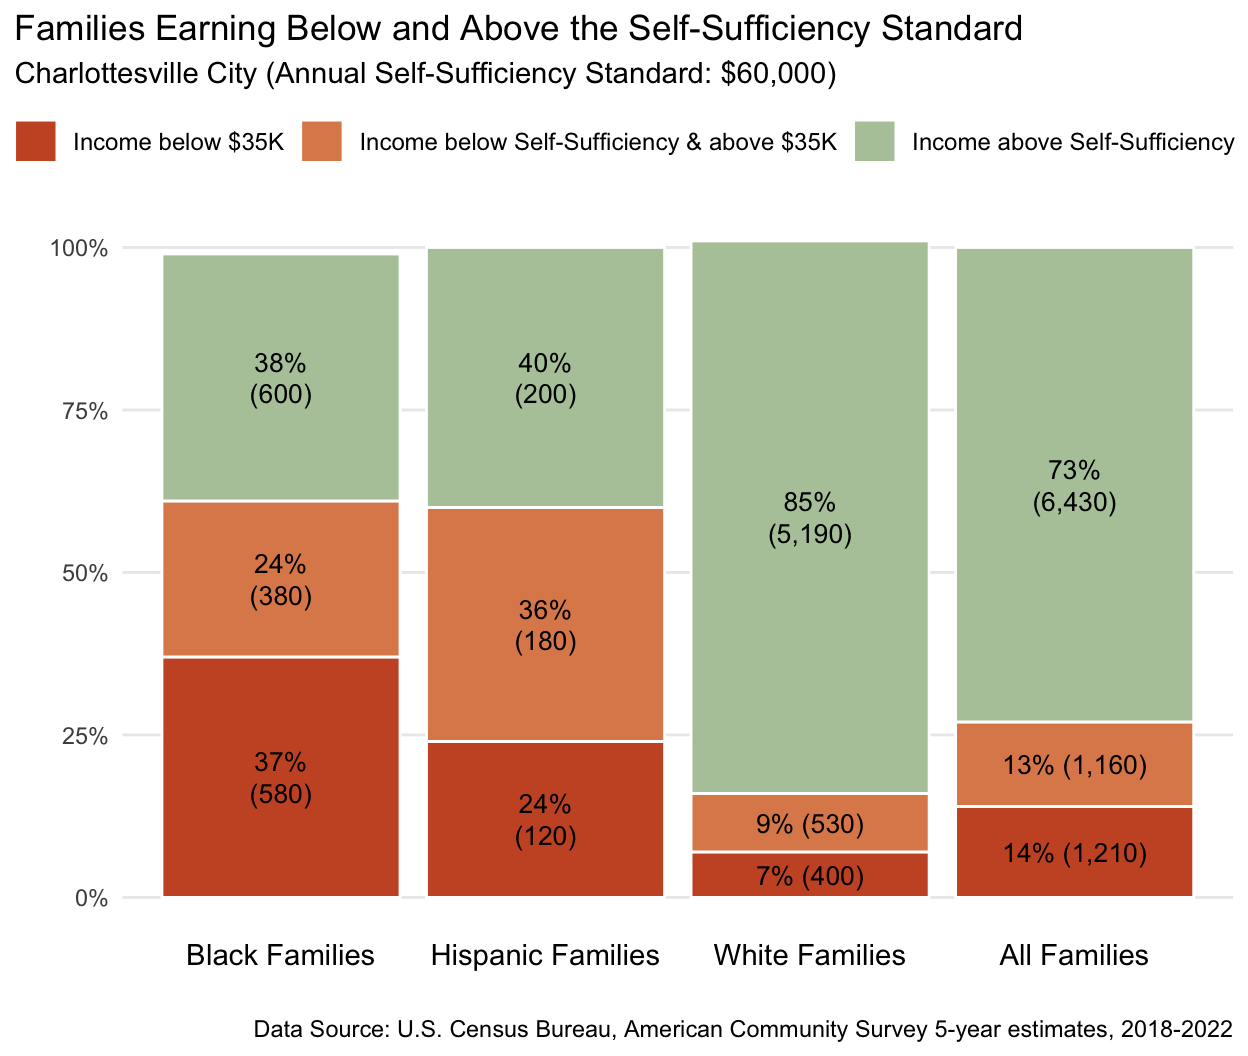 Families Earning Below and Above the Self-Sufficiency Standard
Charlottesville City (Annual Self-Sufficiency Standard: $60,000)
Income below $35K
Income below Self-Sufficiency & above $35K
Income above Self-Sufficiency
100%
75%
50%
25%
0%
38%
(600)
24%
(380)
37%
(580)
40%
(200)
36%
(180)
24%
(120)
85%
(5,190)
9% (530)
7% (400)
73%
(6,430)
13% (1,160)
14% (1,210)
Black Families
Hispanic Families
White Families
All Families
Data Source: U.S. Census Bureau, American Community Survey 5-year estimates, 2018-2022